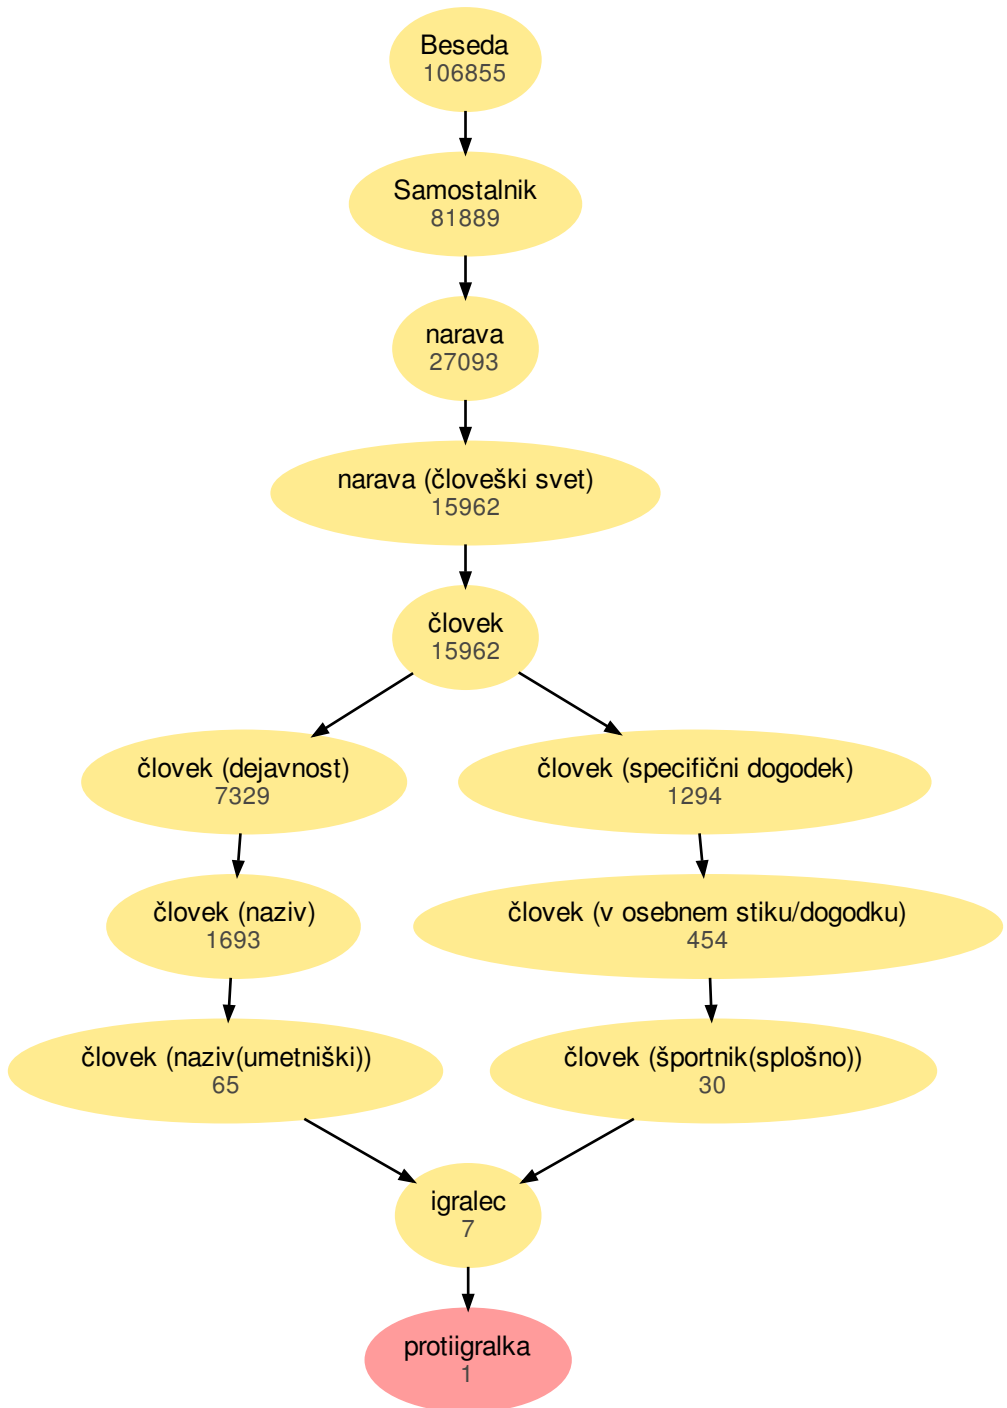 Beseda
106855
Samostalnik
81889
narava
27093
narava (človeški svet)
15962
človek
15962
človek (dejavnost)
7329
človek (specifični dogodek)
1294
človek (naziv)
1693
človek (v osebnem stiku/dogodku)
454
človek (naziv(umetniški))
65
človek (športnik(splošno))
30
igralec
7
protiigralka
1